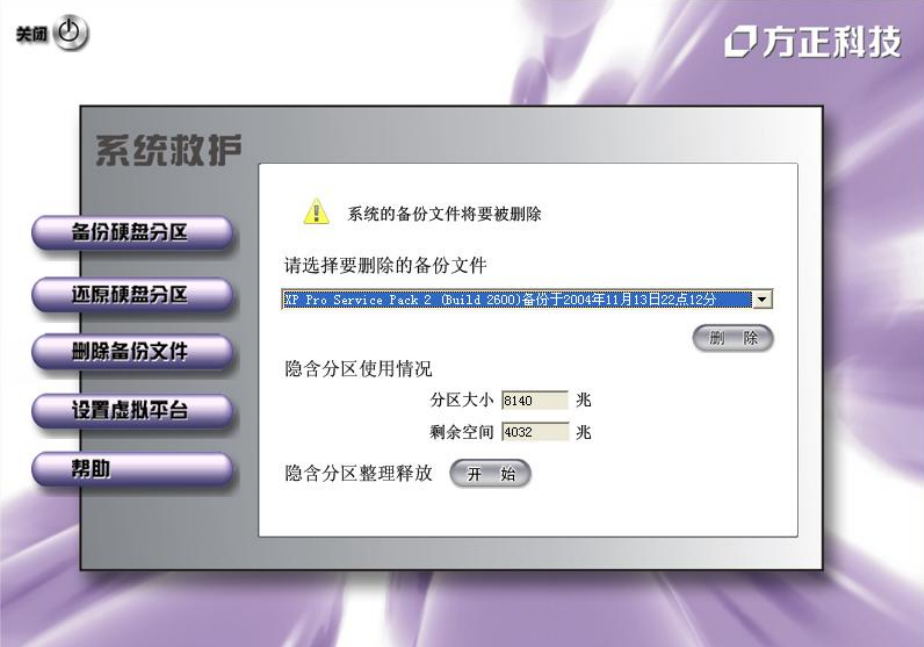 关闭
方正科技
系统救护
备份硬盘分区
还原硬盘分区
删除备份文件
设置虚拟平台
帮助
系统的备份文件将要被删除
请选择要删除的备份文件
XP Pro Service Pack 2 (Build 2600)备份于2004年11月13日22点12分
删 除
隐含分区使用情况
分区大小 8140 兆
剩余空间 4032 兆
隐含分区整理释放 开 始